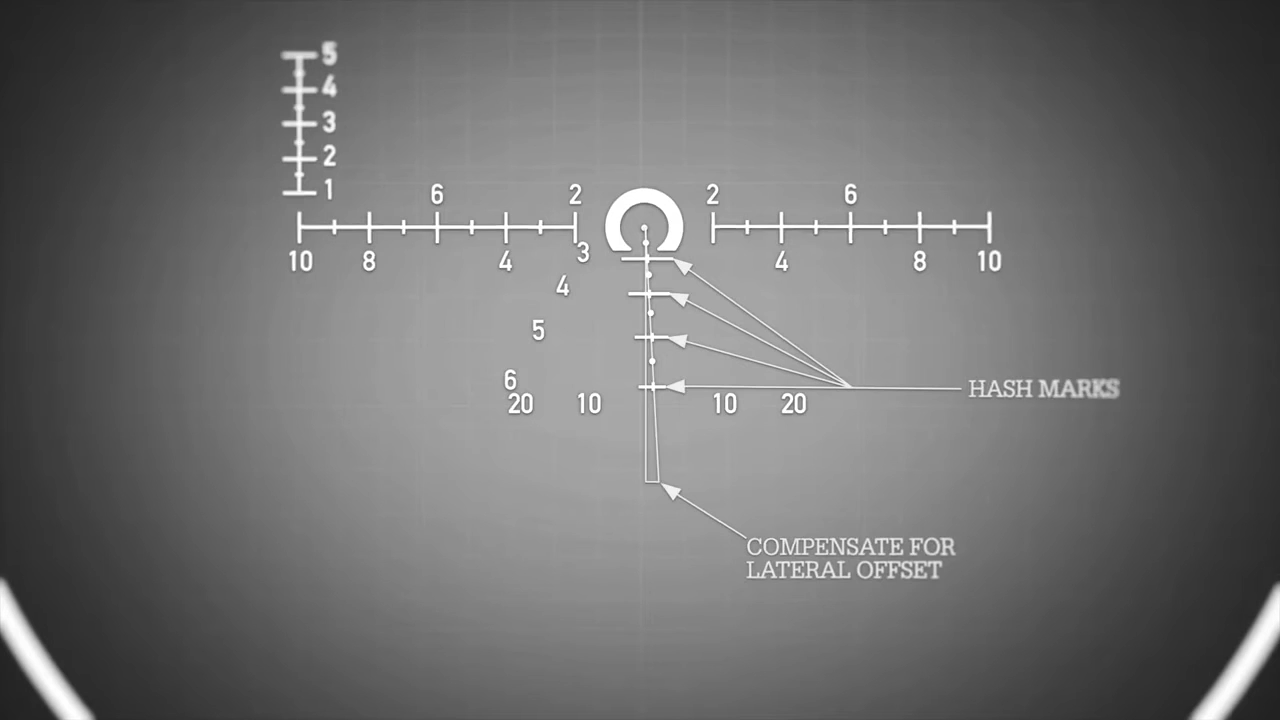 5
4
3
2
1
6 2 2 6
10 8 4 3 4 8 10
4
5
6
20 10 10 20
HASH MARKS
COMPENSATE FOR
LATERAL OFFSET